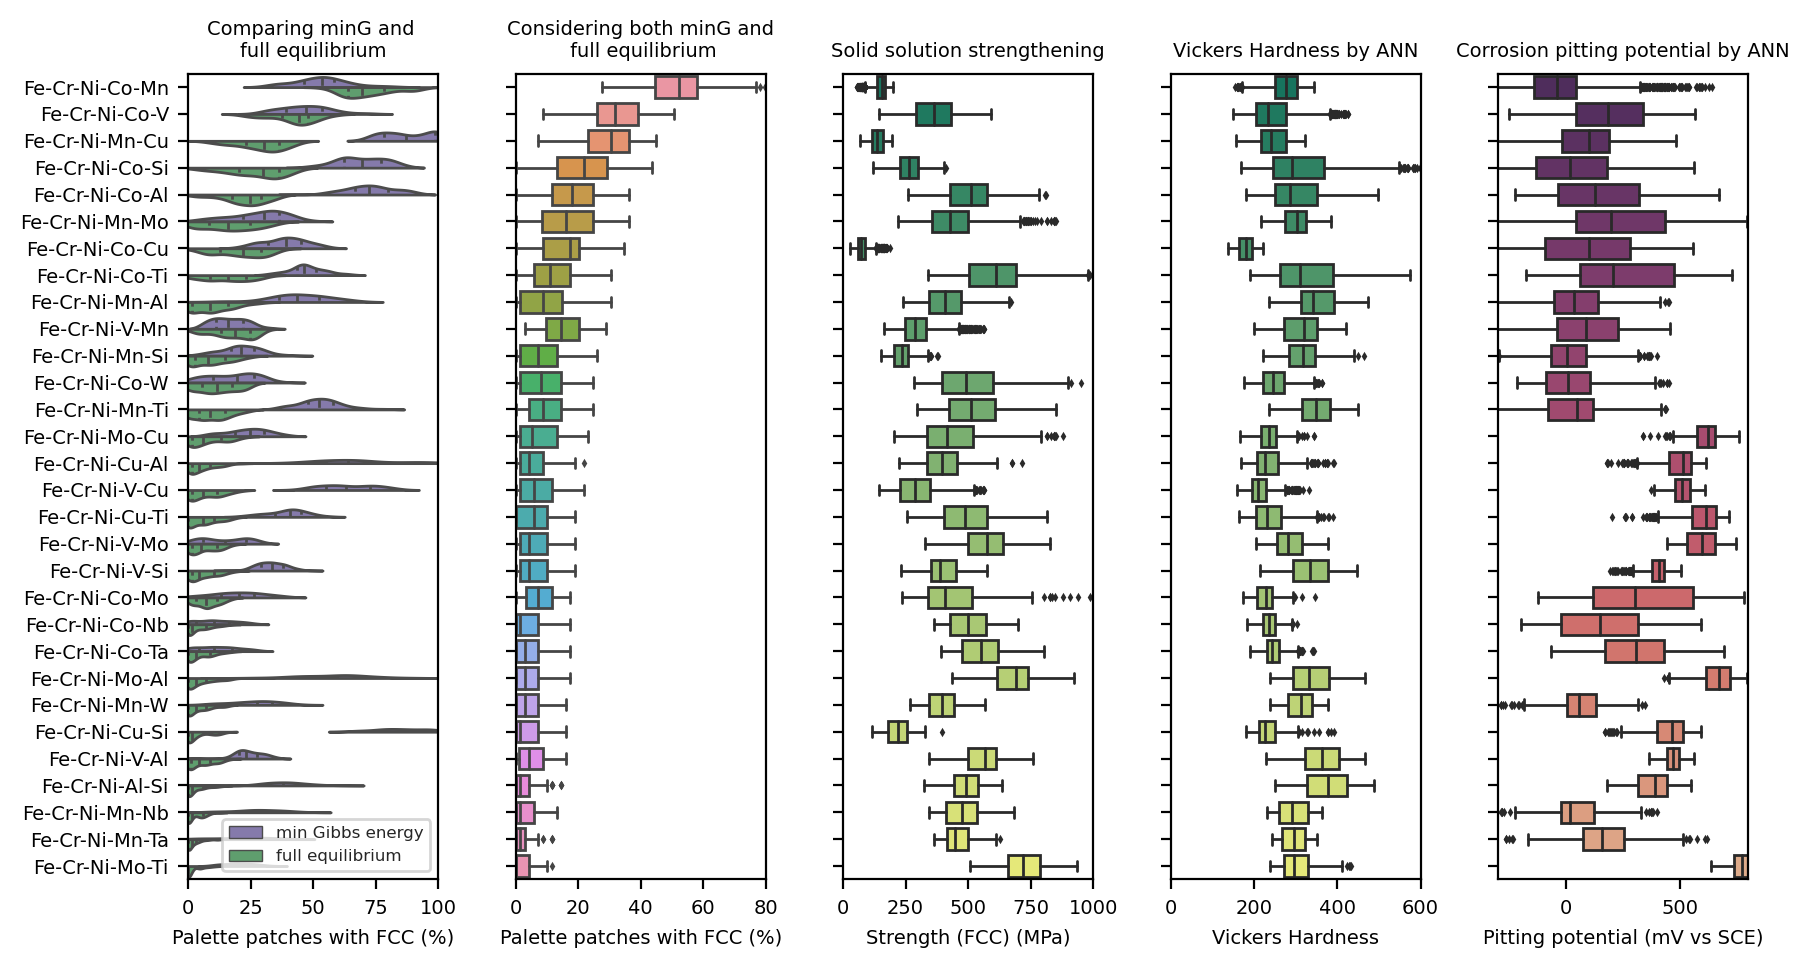 Comparing minG and
full equilibrium
Considering both minG and
full equilibrium
Solid solution strengthening
Vickers Hardness by ANN
Corrosion pitting potential by ANN
Fe-Cr-Ni-Co-Mn
Fe-Cr-Ni-Co-V
Fe-Cr-Ni-Mn-Cu
Fe-Cr-Ni-Co-Si
Fe-Cr-Ni-Co-Al
Fe-Cr-Ni-Mn-Mo
Fe-Cr-Ni-Co-Cu
Fe-Cr-Ni-Co-Ti
Fe-Cr-Ni-Mn-Al
Fe-Cr-Ni-V-Mn
Fe-Cr-Ni-Mn-Si
Fe-Cr-Ni-Co-W
Fe-Cr-Ni-Mn-Ti
Fe-Cr-Ni-Mo-Cu
Fe-Cr-Ni-Cu-Al
Fe-Cr-Ni-V-Cu
Fe-Cr-Ni-Cu-Ti
Fe-Cr-Ni-V-Mo
Fe-Cr-Ni-V-Si
Fe-Cr-Ni-Co-Mo
Fe-Cr-Ni-Co-Nb
Fe-Cr-Ni-Co-Ta
Fe-Cr-Ni-Mo-Al
Fe-Cr-Ni-Mn-W
Fe-Cr-Ni-Cu-Si
Fe-Cr-Ni-V-Al
Fe-Cr-Ni-Al-Si
Fe-Cr-Ni-Mn-Nb
Fe-Cr-Ni-Mn-Ta
Fe-Cr-Ni-Mo-Ti
min Gibbs energy
full equilibrium
0 25 50 75 100
Palette patches with FCC (%)
0 20 40 60 80
Palette patches with FCC (%)
0 250 500 750 1000
Strength (FCC) (MPa)
0 200 400 600
Vickers Hardness
0 500
Pitting potential (mV vs SCE)